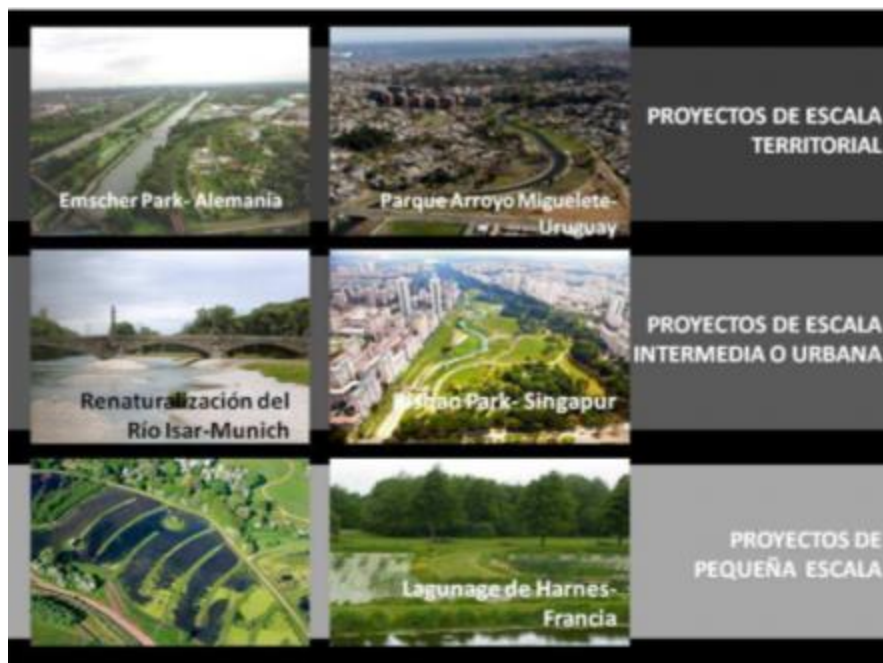 Emscher Park- Alemania
Parque Arroyo Miguelete-
Uruguay
PROYECTOS DE ESCALA
TERRITORIAL
Renaturalización del
Río Isar-Munich
Bishan Park- Singapur
PROYECTOS DE ESCALA
INTERMEDIA O URBANA
Lagunage de Harnes-
Francia
PROYECTOS DE
PEQUEÑA ESCALA